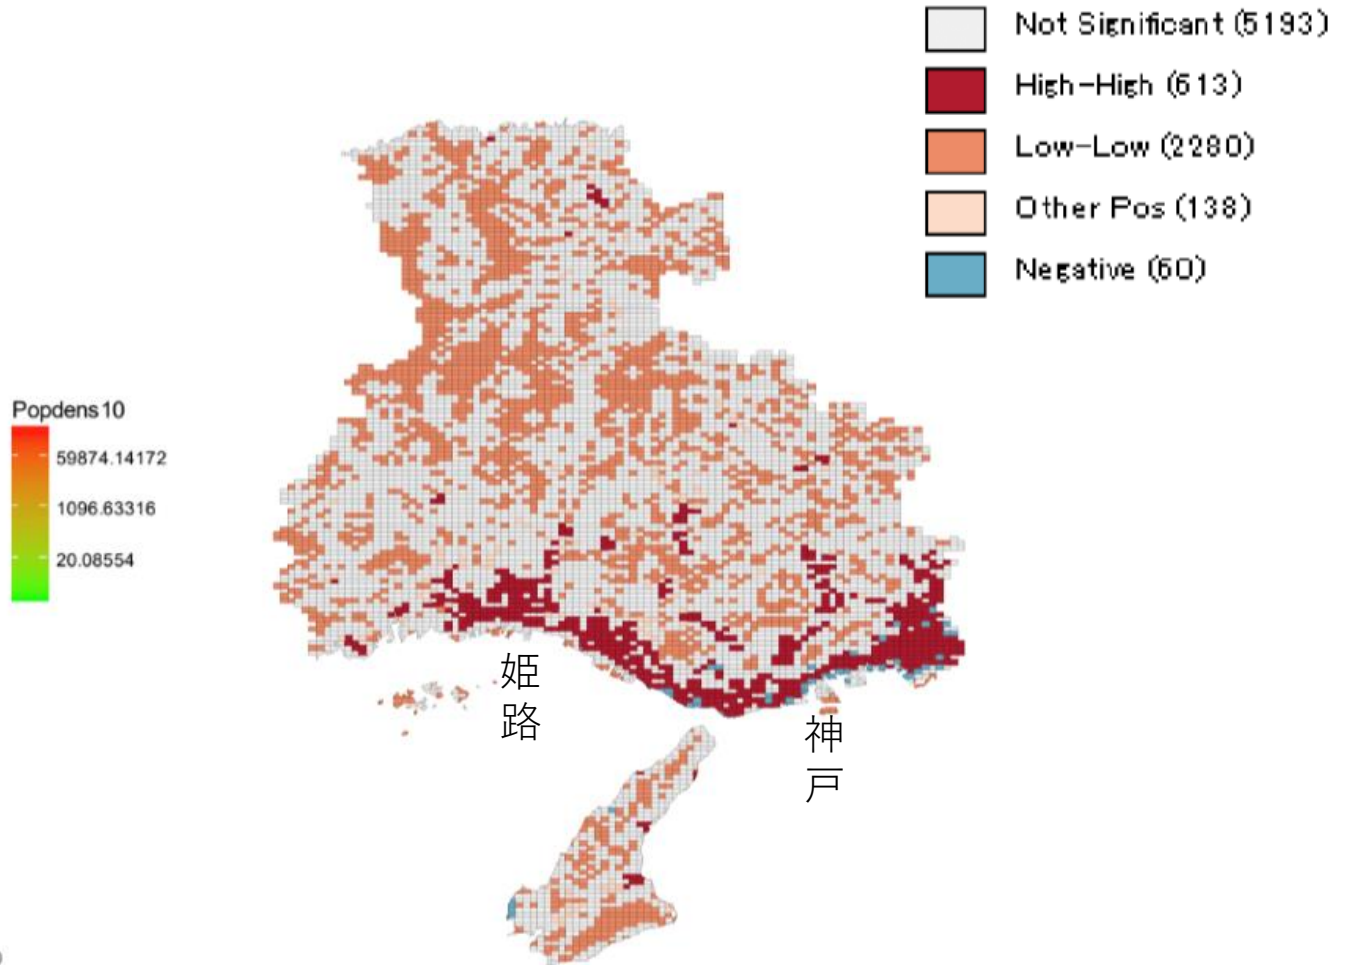 Not Significant (5193)
High-High (613)
Low-Low (2280)
Other Pos (138)
Negative (60)
Popdens10
59874.14172
1096.63316
20.08554
姫路
神戸